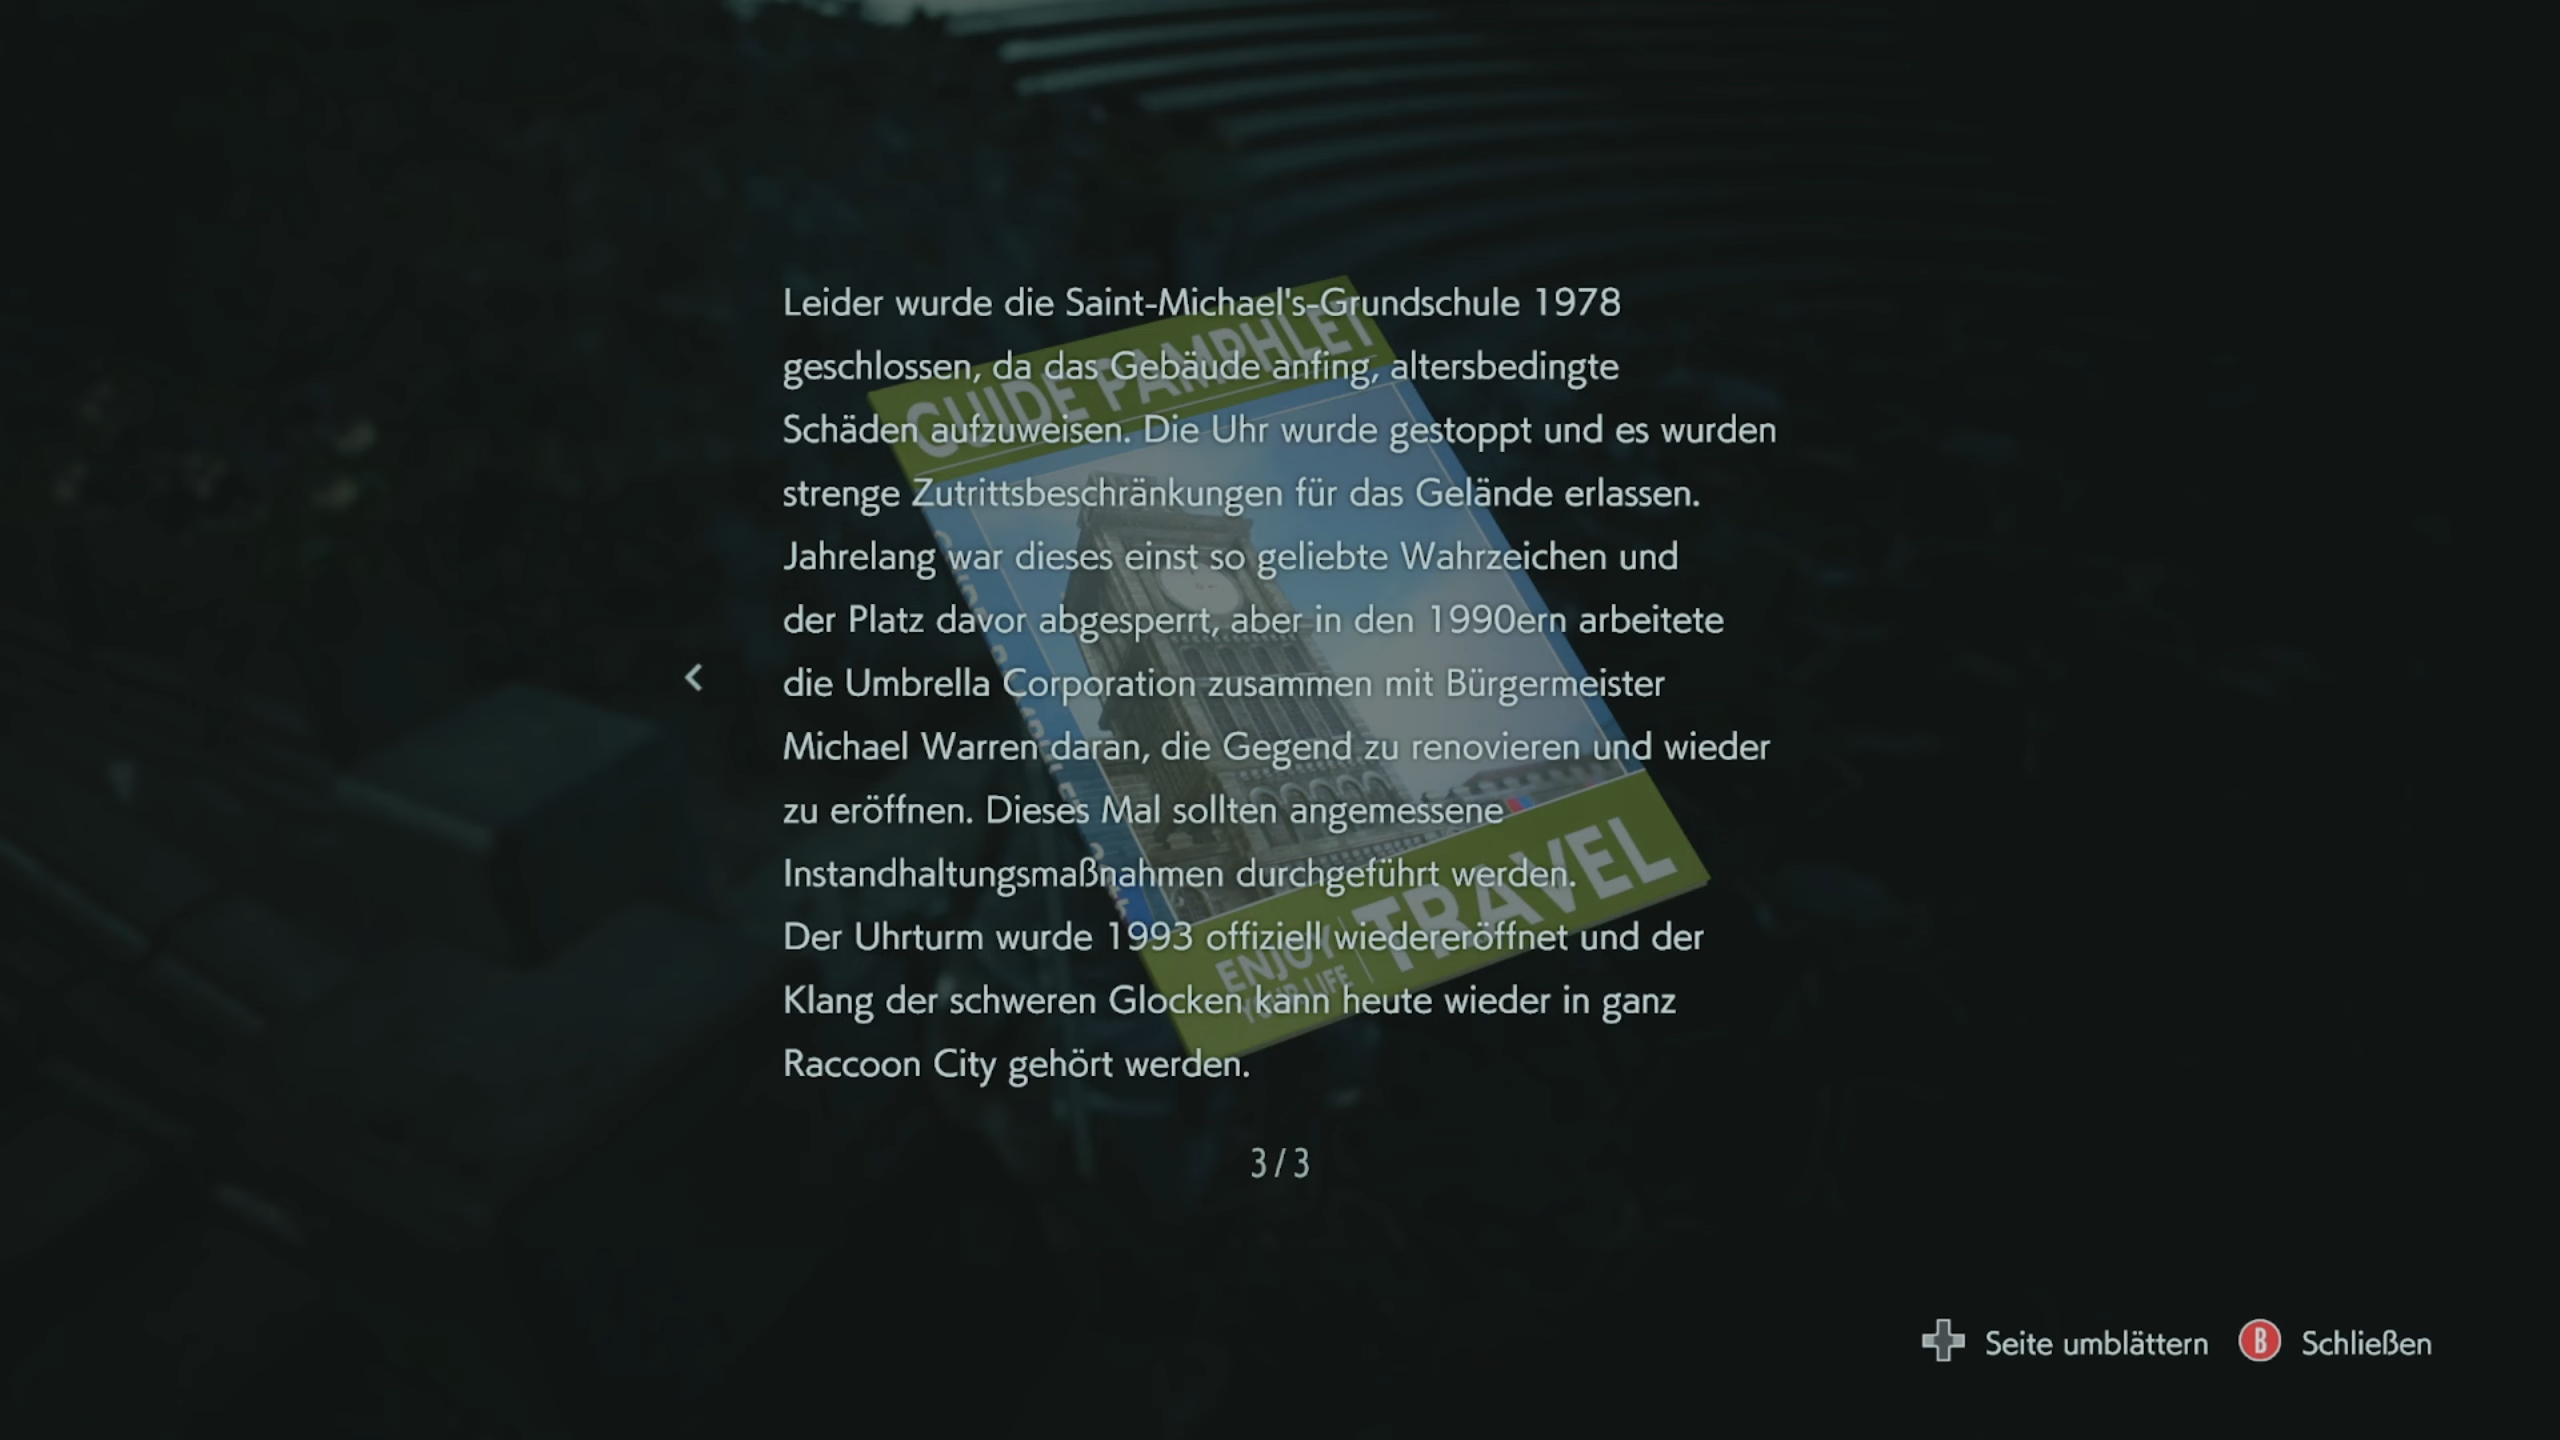 Leider wurde die Saint-Michael's-Grundschule 1978
geschlossen, da das Gebäude anfing, altersbedingte
Schäden aufzuweisen. Die Uhr wurde gestoppt und es wurden
strenge Zutrittsbeschränkungen für das Gelände erlassen.
Jahrelang war dieses einst so geliebte Wahrzeichen und
der Platz davor abgesperrt, aber in den 1990ern arbeitete
die Umbrella Corporation zusammen mit Bürgermeister
Michael Warren daran, die Gegend zu renovieren und wieder
zu eröffnen. Dieses Mal sollten angemessene
Instandhaltungsmaßnahmen durchgeführt werden.
Der Uhrturm wurde 1993 offiziell wiedereröffnet und der
Klang der schweren Glocken kann heute wieder in ganz
Raccoon City gehört werden.
3/3
GUIDE PAMPHLET
ENJOY
YOUR LIFE
TRAVEL
Seite umblättern
B Schließen